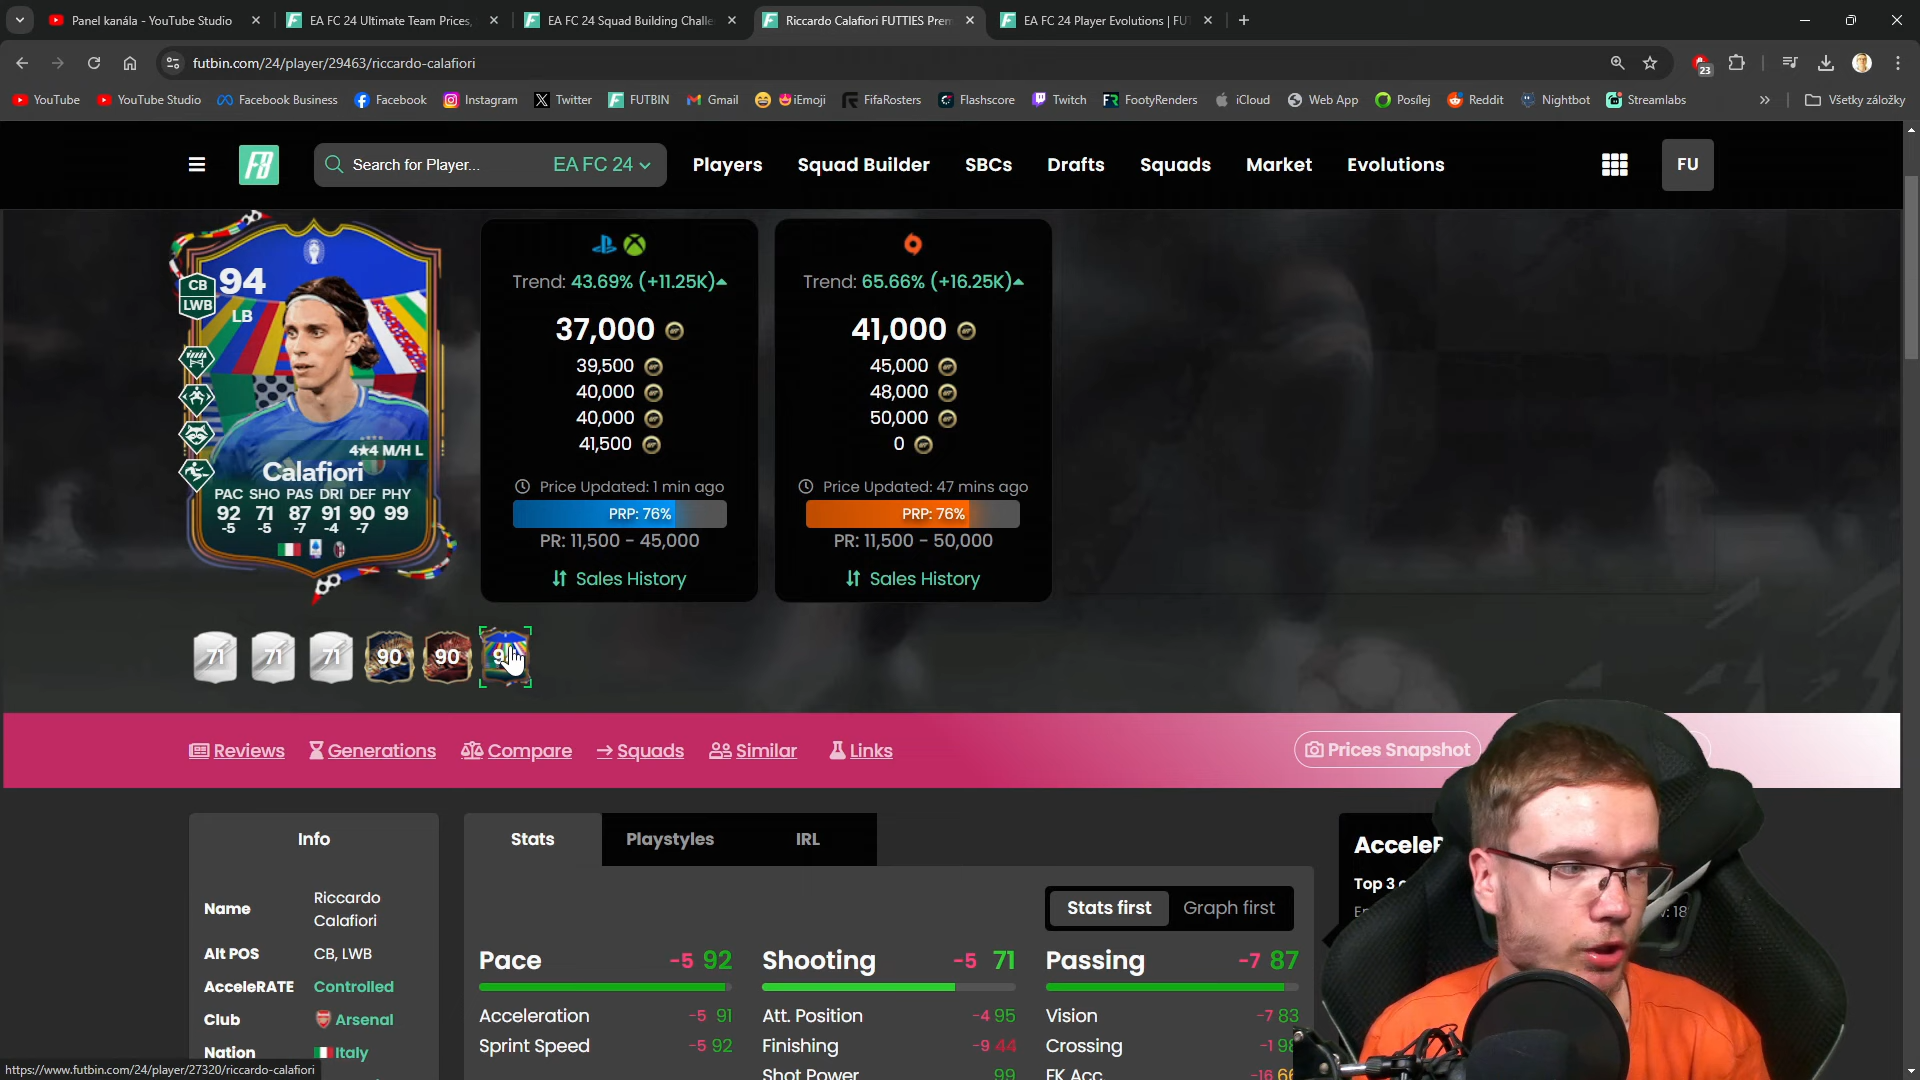 Panel kanála - YouTube Studio
EA FC 24 Ultimate Team Prices,
EA FC 24 Squad Building Challe
Riccardo Calafiori FUTTIES Prem
EA FC 24 Player Evolutions | FU
futbin.com/24/player/29463/riccardo-calafiori
23
YouTube
YouTube Studio
Facebook Business
Facebook
Instagram
Twitter
FUTBIN
Gmail
iEmoji
FifaRosters
Flashscore
Twitch
FootyRenders
iCloud
Web App
Posílej
Reddit
Nightbot
Streamlabs
Všetky záložky
Search for Player...
EA FC 24
Players
Squad Builder
SBCs
Drafts
Squads
Market
Evolutions
FU
94
LB
CB
LWB
4★4 M/H L
Calafiori
PAC SHO PAS DRI DEF PHY
92 71 87 91 90 99
-5 -5 -7 -4 -7
Trend: 43.69% (+11.25K)
37,000
39,500
40,000
40,000
41,500
Price Updated: 1 min ago
PRP: 76%
PR: 11,500 - 45,000
Sales History
Trend: 65.66% (+16.25K)
41,000
45,000
48,000
50,000
0
Price Updated: 47 mins ago
PRP: 76%
PR: 11,500 - 50,000
Sales History
71
71
71
90
90
Reviews
Generations
Compare
Squads
Similar
Links
Prices Snapshot
Info
Name
Riccardo
Calafiori
Alt POS CB, LWB
AcceleRATE Controlled
Club Arsenal
Nation Italy
Stats
Playstyles
IRL
Stats first
Graph first
Pace -5 92
Acceleration -5 91
Sprint Speed -5 92
Shooting -5 71
Att. Position -4 95
Finishing -9 44
Shot Power 99
Passing -7 87
Vision -7 83
Crossing -1
FK Acc. -16
Top 3
https://www.futbin.com/24/player/27320/riccardo-calafiori